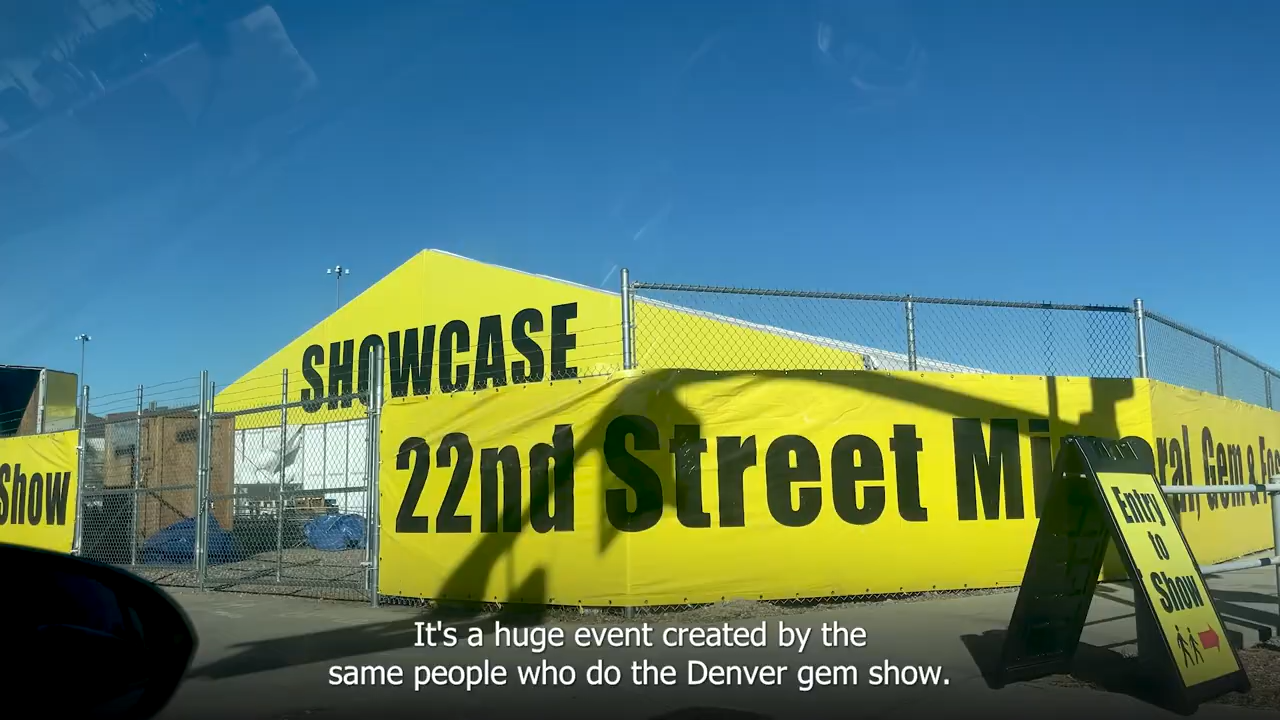 SHOWCASE
Show
22nd Street Mi
ral, Gem &
Entry
to
Show
It's a huge event created by the
same people who do the Denver gem show.